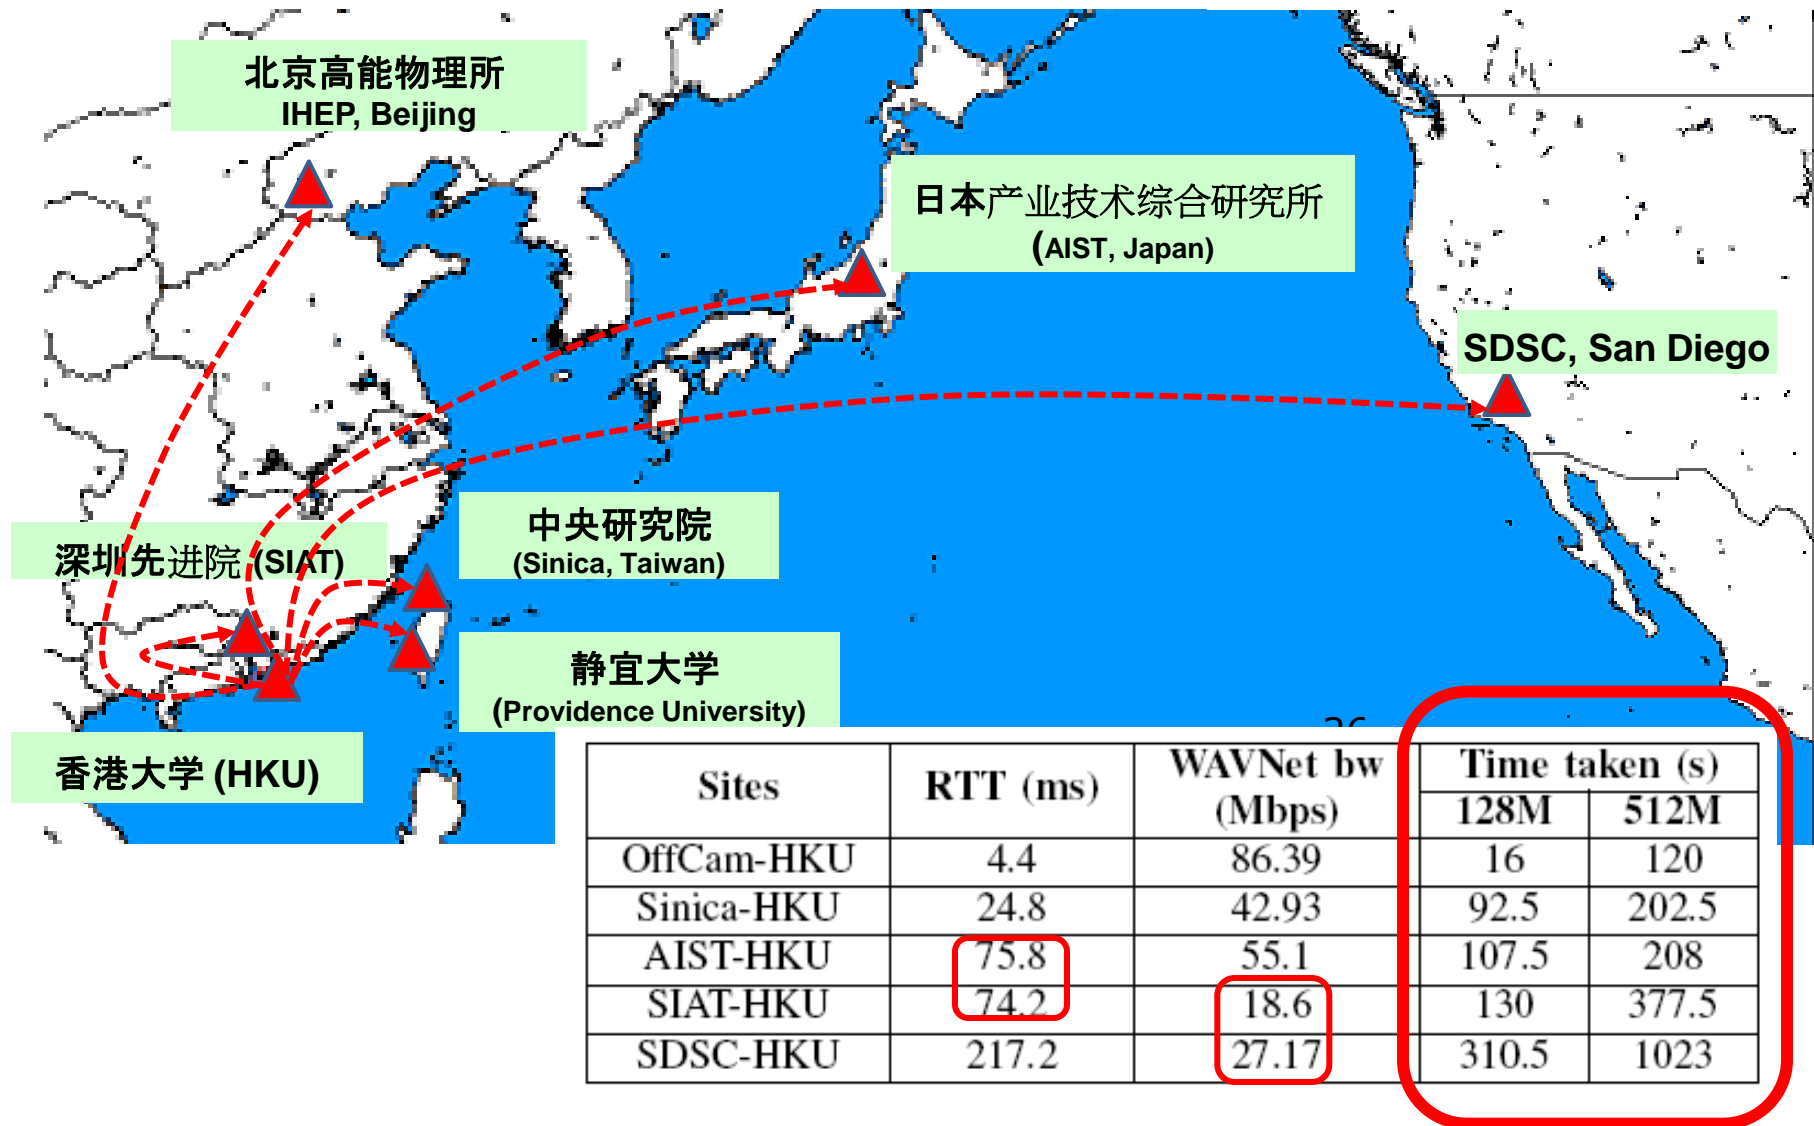 北京高能物理所
IHEP, Beijing
日本产业技术综合研究所
(AIST, Japan)
SDSC, San Diego
中央研究院
(Sinica, Taiwan)
深圳先进院 (SIAT)
静宜大学
(Providence University)
香港大学 (HKU)
Sites RTT (ms) WAVNet bw (Mbps) Time taken (s)
128M 512M
OffCam-HKU 4.4 86.39 16 120
Sinica-HKU 24.8 42.93 92.5 202.5
AIST-HKU 75.8 55.1 107.5 208
SIAT-HKU 74.2 18.6 130 377.5
SDSC-HKU 217.2 27.17 310.5 1023